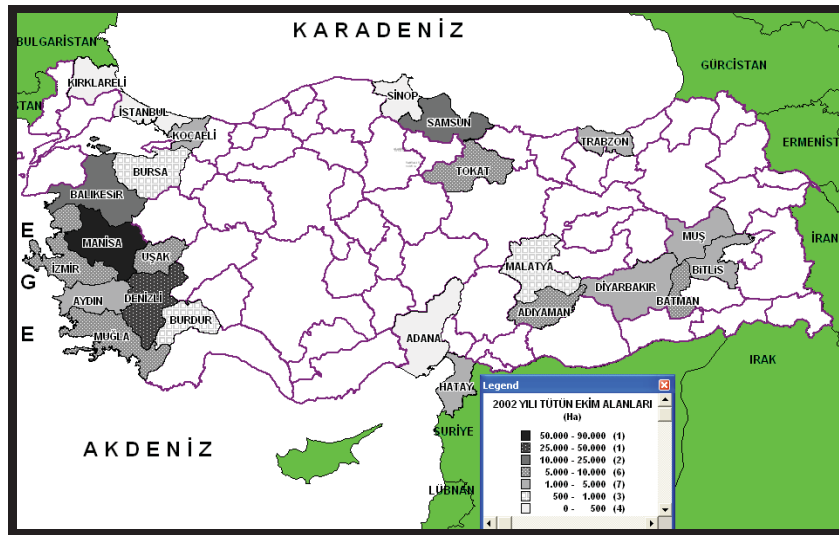 KARADENİZ
BULGARİSTAN
GÜRCİSTAN
KIRKLARELİ
SİNOP
İSTANBUL
STAN
SAMSUN
KOCAELİ
TRABZON
ERMENİST
BURSA
TOKAT
BALIKESİR
E
MUŞ
MANİSA
İRAN
UŞAK
MALATYA
BİTLİS
İZMİR
G
DİYARBAKIR
AYDIN
DENİZLİ
BATMAN
ADIYAMAN
BURDUR
E
MUĞLA
ADANA
IRAK
HATAY
Legend
2002 YILI TÜTÜN EKİM ALANLARI
(Ha)
SURİYE
AKDENİZ
50.000 - 90.000 (1)
25.000 - 50.000 (1)
10.000 - 25.000 (2)
5.000 - 10.000 (6)
1.000 - 5.000 (7)
500 - 1.000 (3)
0 - 500 (4)
LÜBNAN